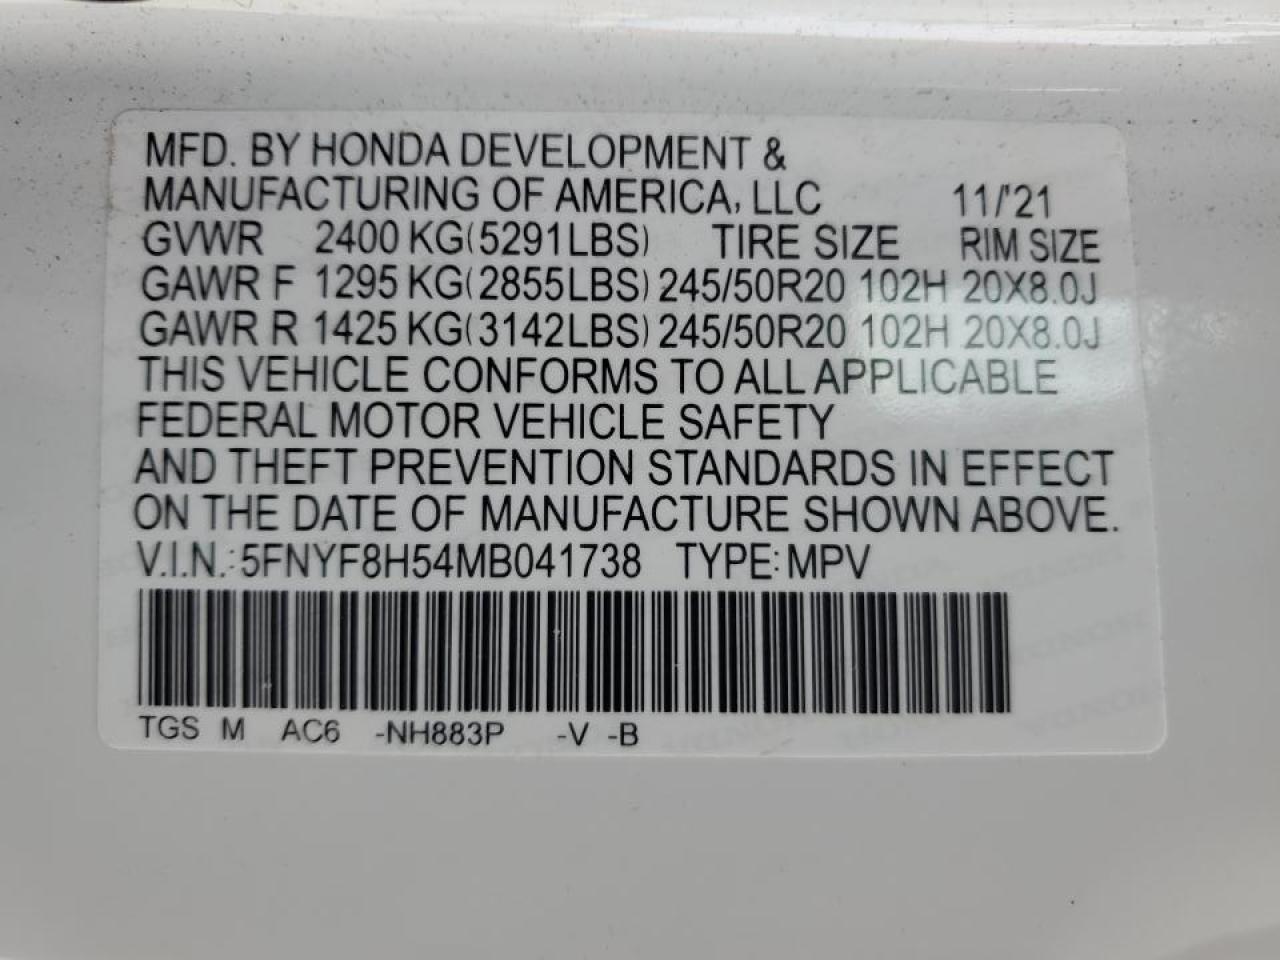 MFD. BY HONDA DEVELOPMENT &
MANUFACTURING OF AMERICA, LLC 11/'21
GVWR 2400 KG(5291LBS) TIRE SIZE RIM SIZE
GAWR F 1295 KG(2855LBS) 245/50R20 102H 20X8.0J
GAWR R 1425 KG(3142LBS) 245/50R20 102H 20X8.0J
THIS VEHICLE CONFORMS TO ALL APPLICABLE
FEDERAL MOTOR VEHICLE SAFETY
AND THEFT PREVENTION STANDARDS IN EFFECT
ON THE DATE OF MANUFACTURE SHOWN ABOVE.
V.I.N.: 5FNYF8H54MB041738 TYPE: MPV
TGS M AC6 -NH883P -V -B